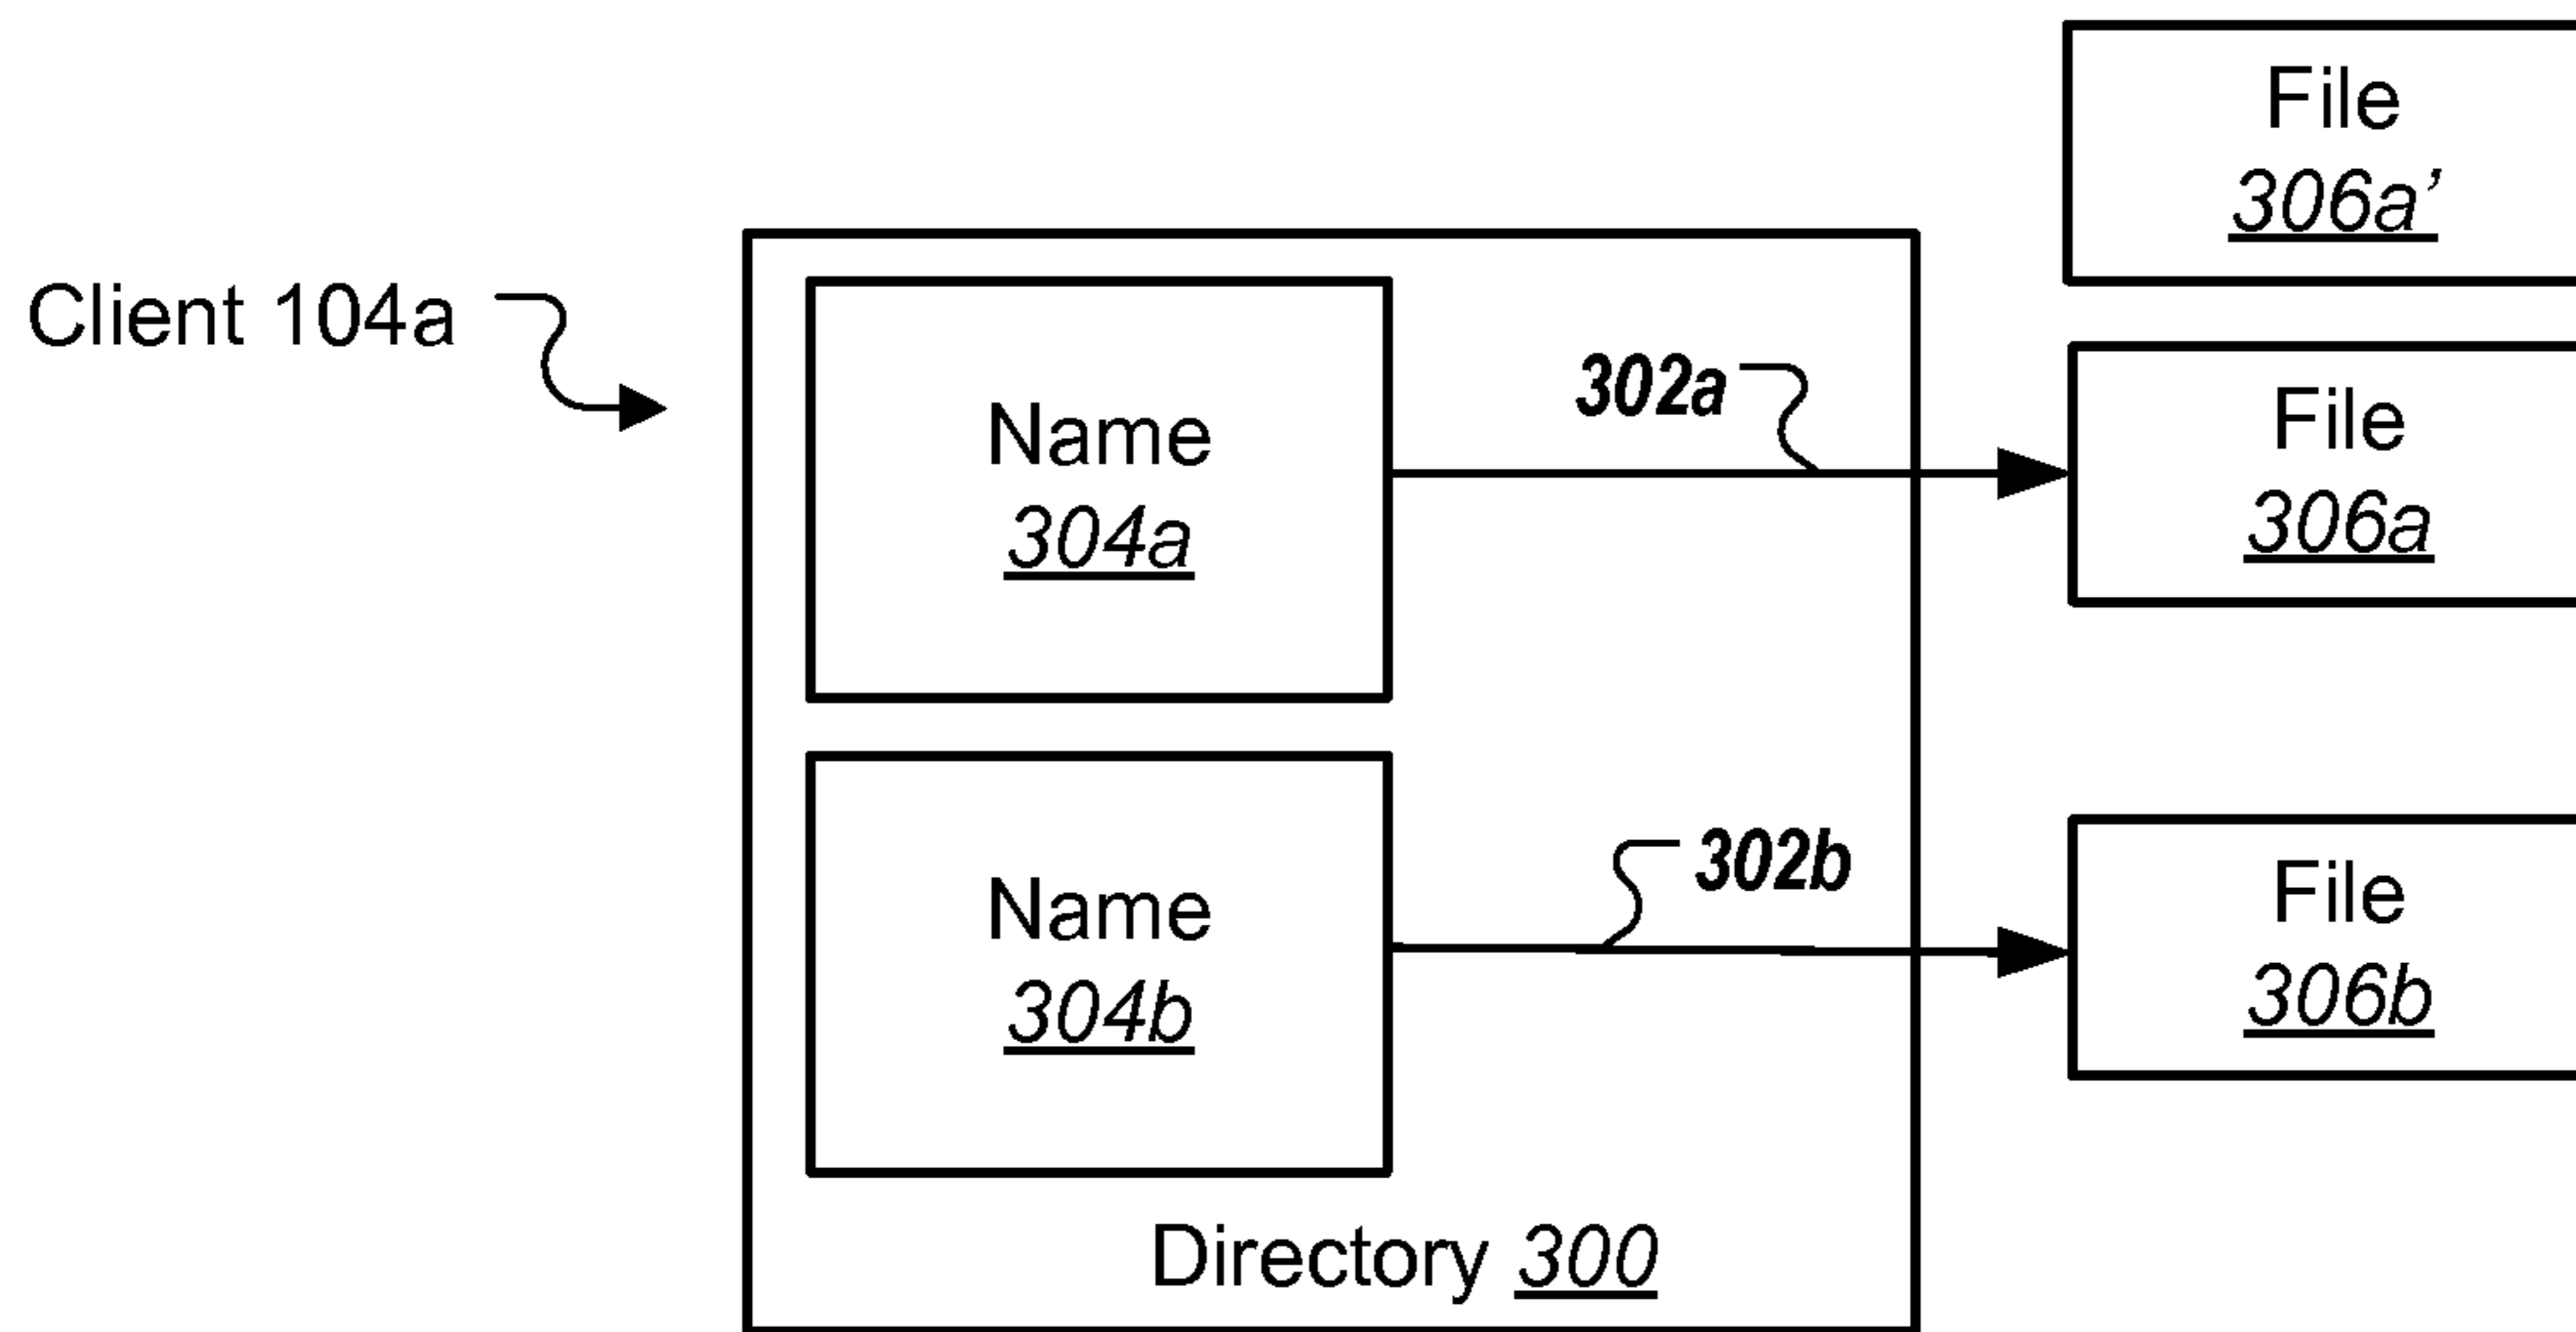 File
306a’
Client 104a
Name
304a
302a
File
306a
Name
304b
302b
File
306b
Directory 300